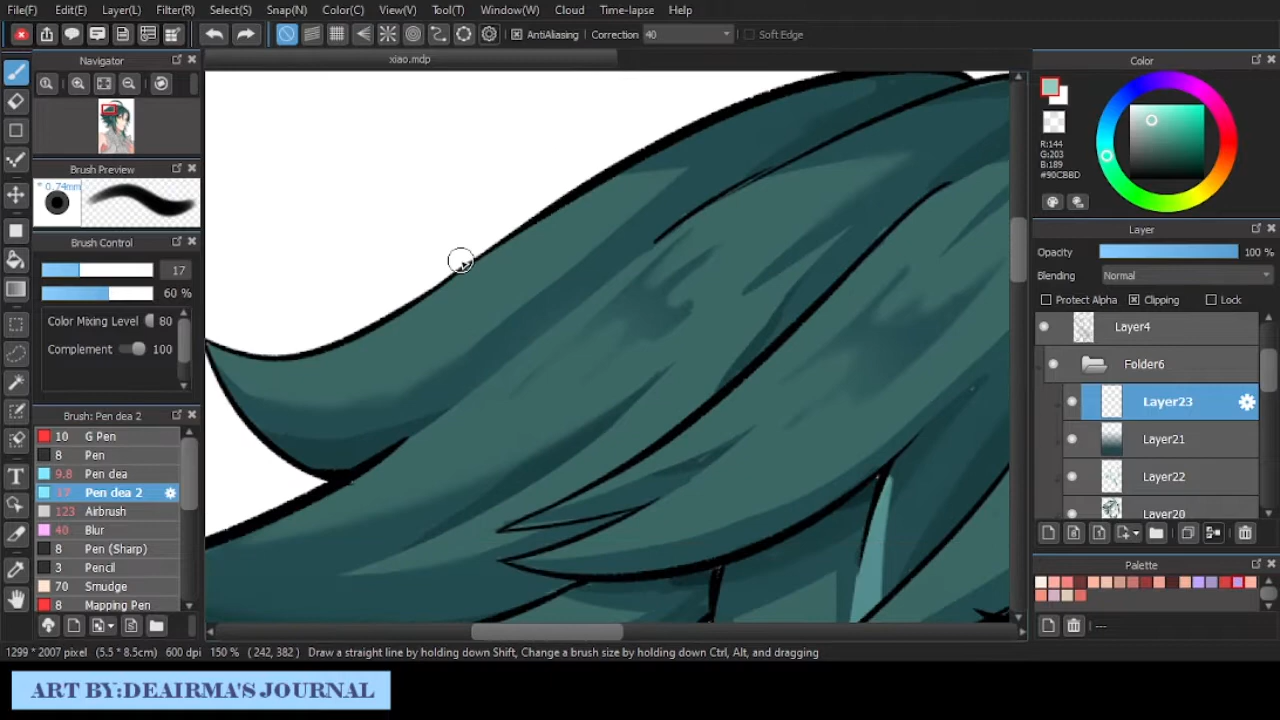 File(F) Edit(E) Layer(L) Filter(R) Select(S) Snap(N) Color(C) View(V) Tool(T) Window(W) Cloud Time-lapse Help
AntiAliasing Correction 40 Soft Edge
Navigator
xiao.mdp
Brush Preview
* 0.74mm
Brush Control
17
60 %
Color Mixing Level 80
Complement 100
Brush: Pen dea 2
10 G Pen
8 Pen
9.8 Pen dea
17 Pen dea 2
123 Airbrush
40 Blur
8 Pen (Sharp)
3 Pencil
70 Smudge
8 Mapping Pen
Color
R:144
G:203
B:189
#90CBBD
Layer
Opacity 100 %
Blending Normal
Protect Alpha Clipping Lock
Layer4
Folder6
Layer23
Layer21
Layer22
Layer20
Palette
---
1299 * 2007 pixel (5.5 * 8.5cm) 600 dpi 150 % ( 242, 382 ) Draw a straight line by holding down Shift, Change a brush size by holding down Ctrl, Alt, and dragging
ART BY:DEAIRMA'S JOURNAL